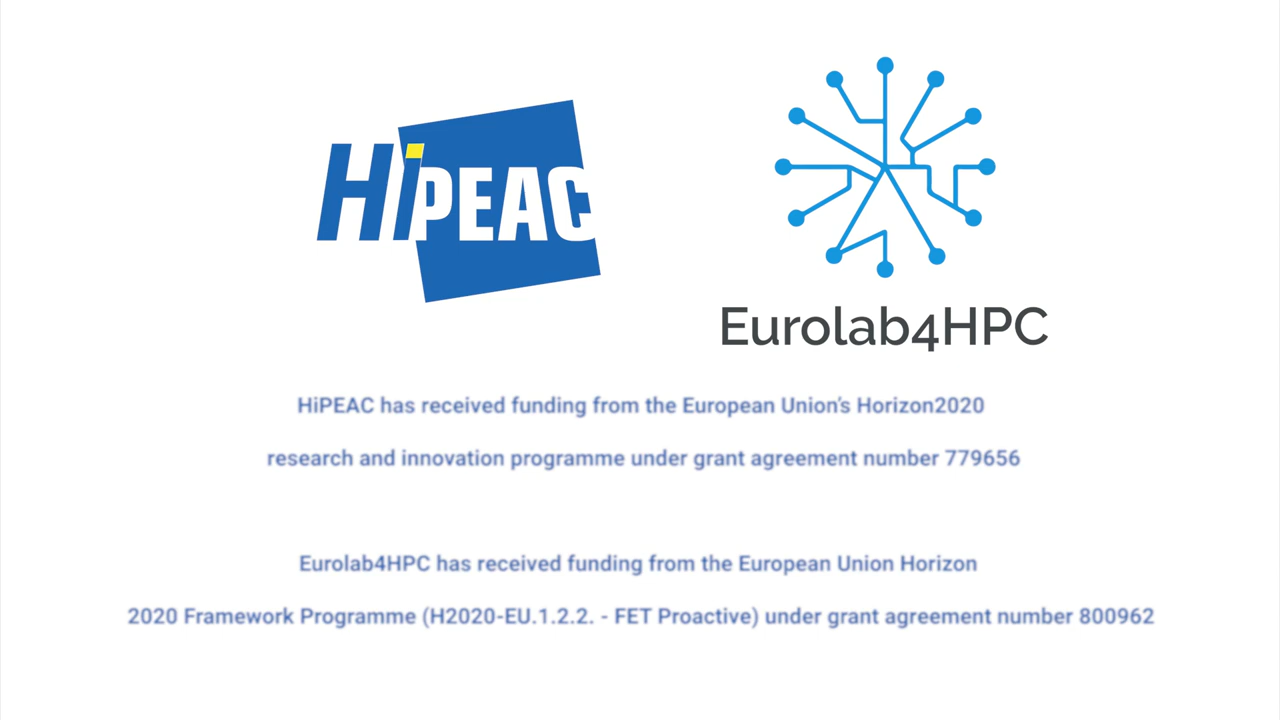 HiPEAC
Eurolab4HPC
HiPEAC has received funding from the European Union's Horizon2020
research and innovation programme under grant agreement number 779656
Eurolab4HPC has received funding from the European Union Horizon
2020 Framework Programme (H2020-EU.1.2.2. - FET Proactive) under grant agreement number 800962